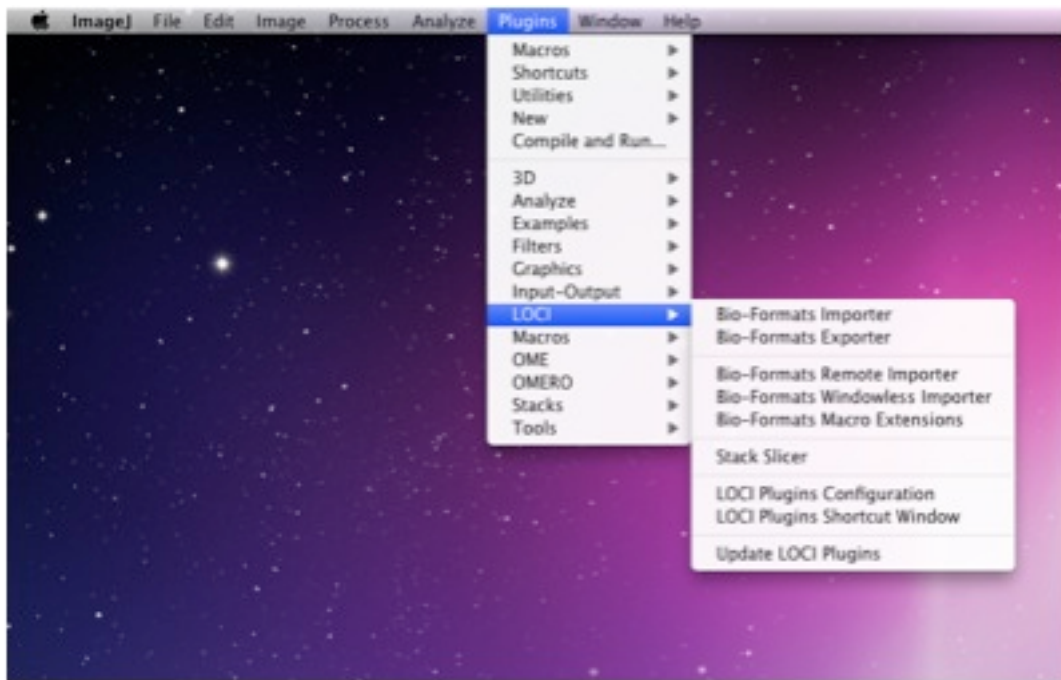 ImageJ File Edit Image Process Analyze Plugins Window Help
Macros
Shortcuts
Utilities
New
Compile and Run...
3D
Analyze
Examples
Filters
Graphics
Input-Output
LOCI
Macros
OME
OMERO
Stacks
Tools
Bio-Formats Importer
Bio-Formats Exporter
Bio-Formats Remote Importer
Bio-Formats Windowless Importer
Bio-Formats Macro Extensions
Stack Slicer
LOCI Plugins Configuration
LOCI Plugins Shortcut Window
Update LOCI Plugins